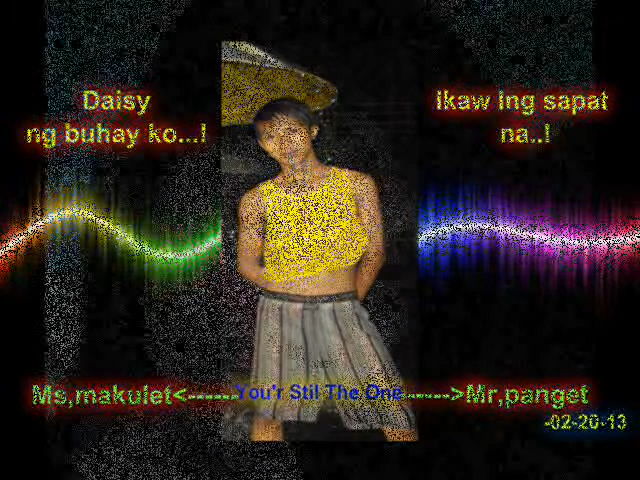 Daisy
ng buhay ko...!
Ikaw ing sapat
na..!
Ms,makulet<------You'r Stil The One------>Mr,panget
-02-20-13